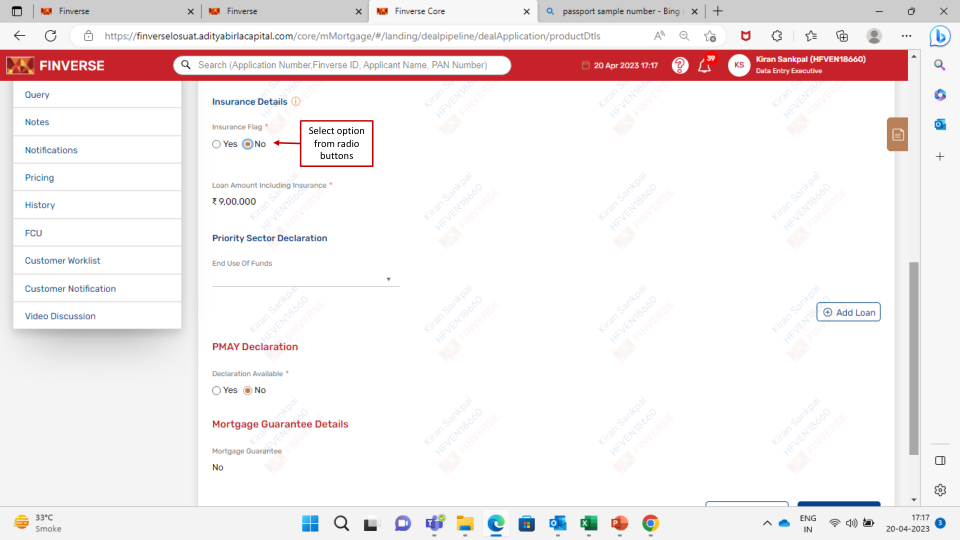 Finverse
Finverse
Finverse Core
passport sample number - Bing
https://finverselosuat.adityabirlacapital.com/core/mMortgage/#/landing/dealpipeline/dealApplication/productDtls
FINVERSE
Search (Application Number,Finverse ID, Applicant Name, PAN Number)
20 Apr 2023 17:17
39
KS
Kiran Sankpal (HFVEN18660)
Data Entry Executive
Query
Notes
Notifications
Pricing
History
FCU
Customer Worklist
Customer Notification
Video Discussion
Insurance Details
Insurance Flag *
Yes No
Select option
from radio
buttons
Loan Amount Including Insurance *
₹ 9,00,000
Priority Sector Declaration
End Use Of Funds
Add Loan
PMAY Declaration
Declaration Available *
Yes No
Mortgage Guarantee Details
Mortgage Guarantee
No
Kiran Sankpal
HFVEN18660
FINVERSE
33°C
Smoke
ENG
IN
17:17
20-04-2023
3